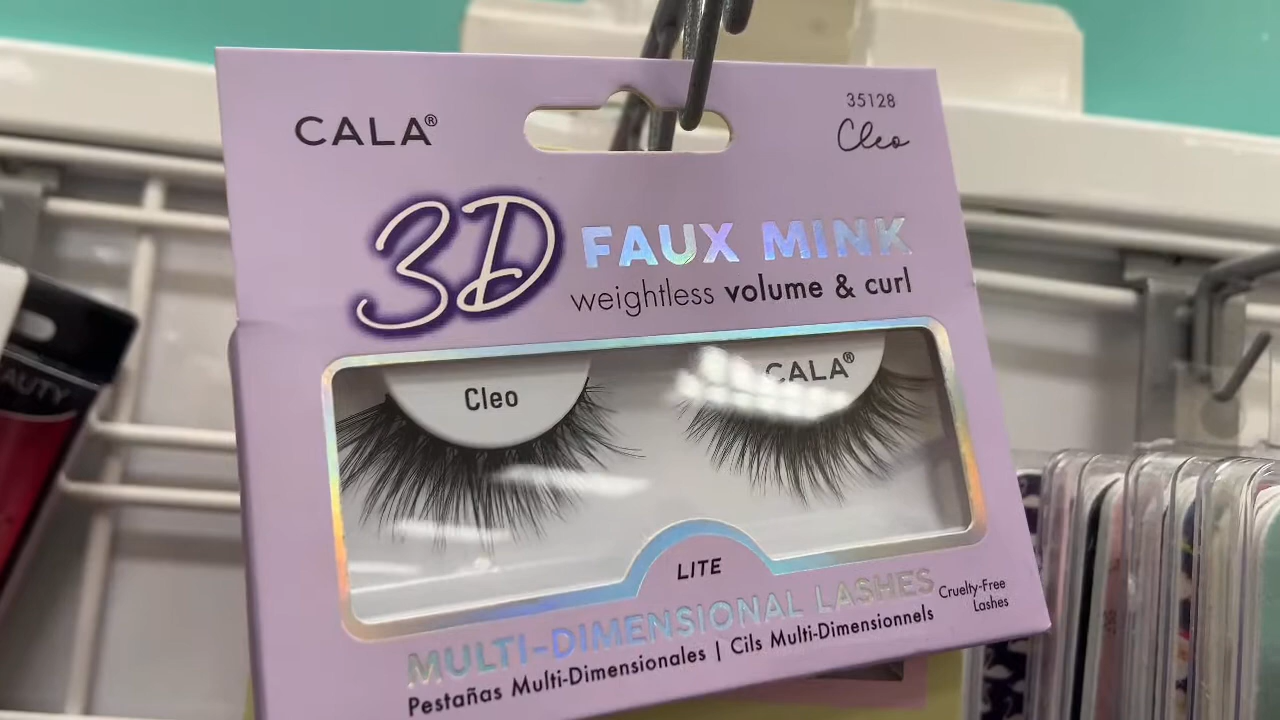 CALA®
35128
Cleo
3D FAUX MINK
weightless volume & curl
Cleo
CALA®
LITE
MULTI-DIMENSIONAL LASHES
Cruelty-Free
Lashes
Pestañas Multi-Dimensionales | Cils Multi-Dimensionnels
AUTY